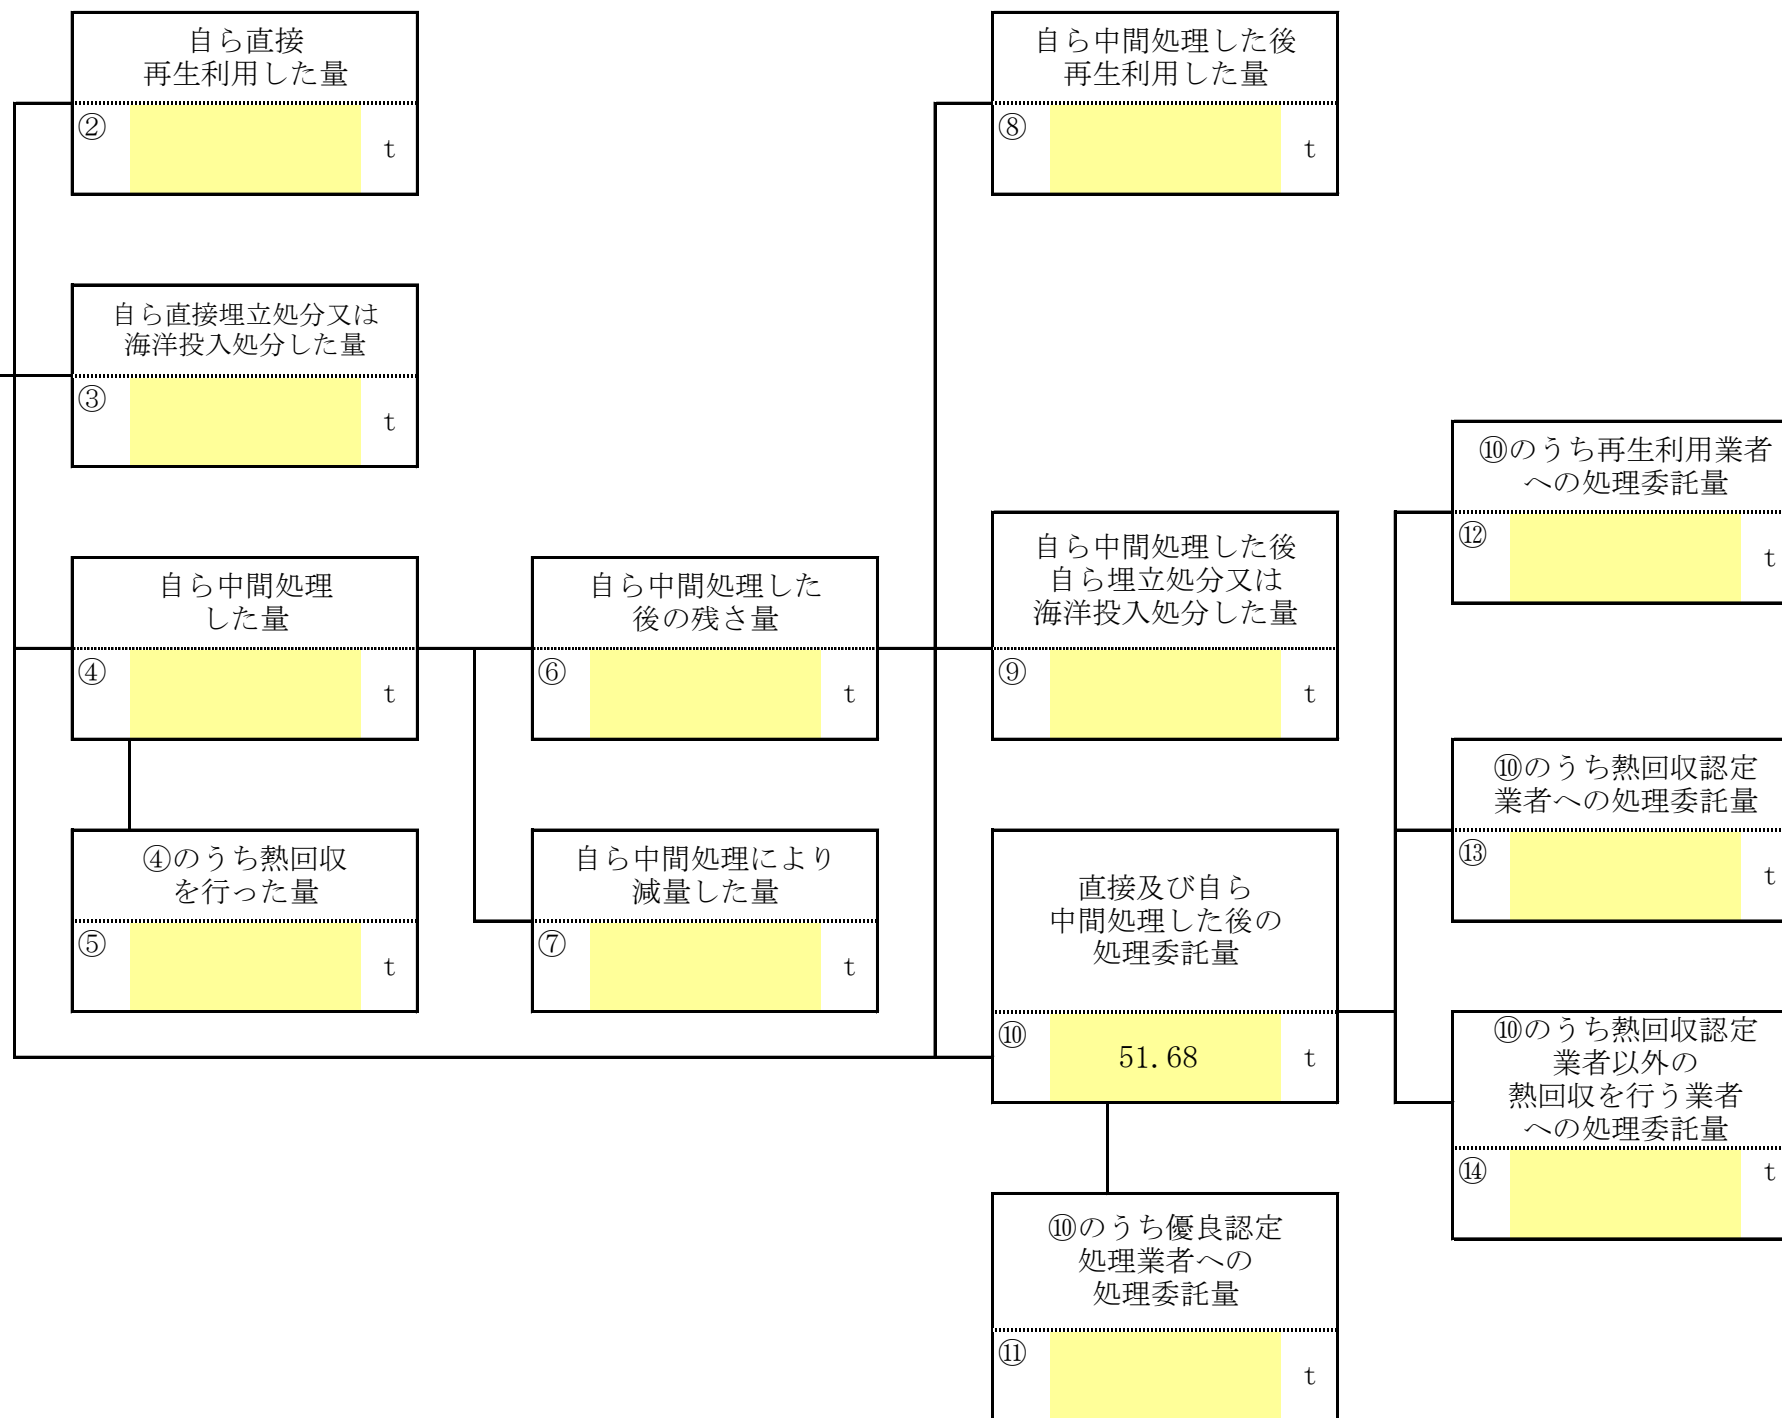 自ら直接
再生利用した量
②
t
自ら直接埋立処分又は
海洋投入処分した量
③
t
自ら中間処理
した量
④
t
④のうち熱回収
を行った量
⑤
t
自ら中間処理した
後の残さ量
⑥
t
自ら中間処理により
減量した量
⑦
t
自ら中間処理した後
再生利用した量
⑧
t
自ら中間処理した後
自ら埋立処分又は
海洋投入処分した量
⑨
t
直接及び自ら
中間処理した後の
処理委託量
⑩ 51.68 t
⑩のうち優良認定
処理業者への
処理委託量
⑪
t
⑩のうち再生利用業者
への処理委託量
⑫
t
⑩のうち熱回収認定
業者への処理委託量
⑬
t
⑩のうち熱回収認定
業者以外の
熱回収を行う業者
への処理委託量
⑭
t